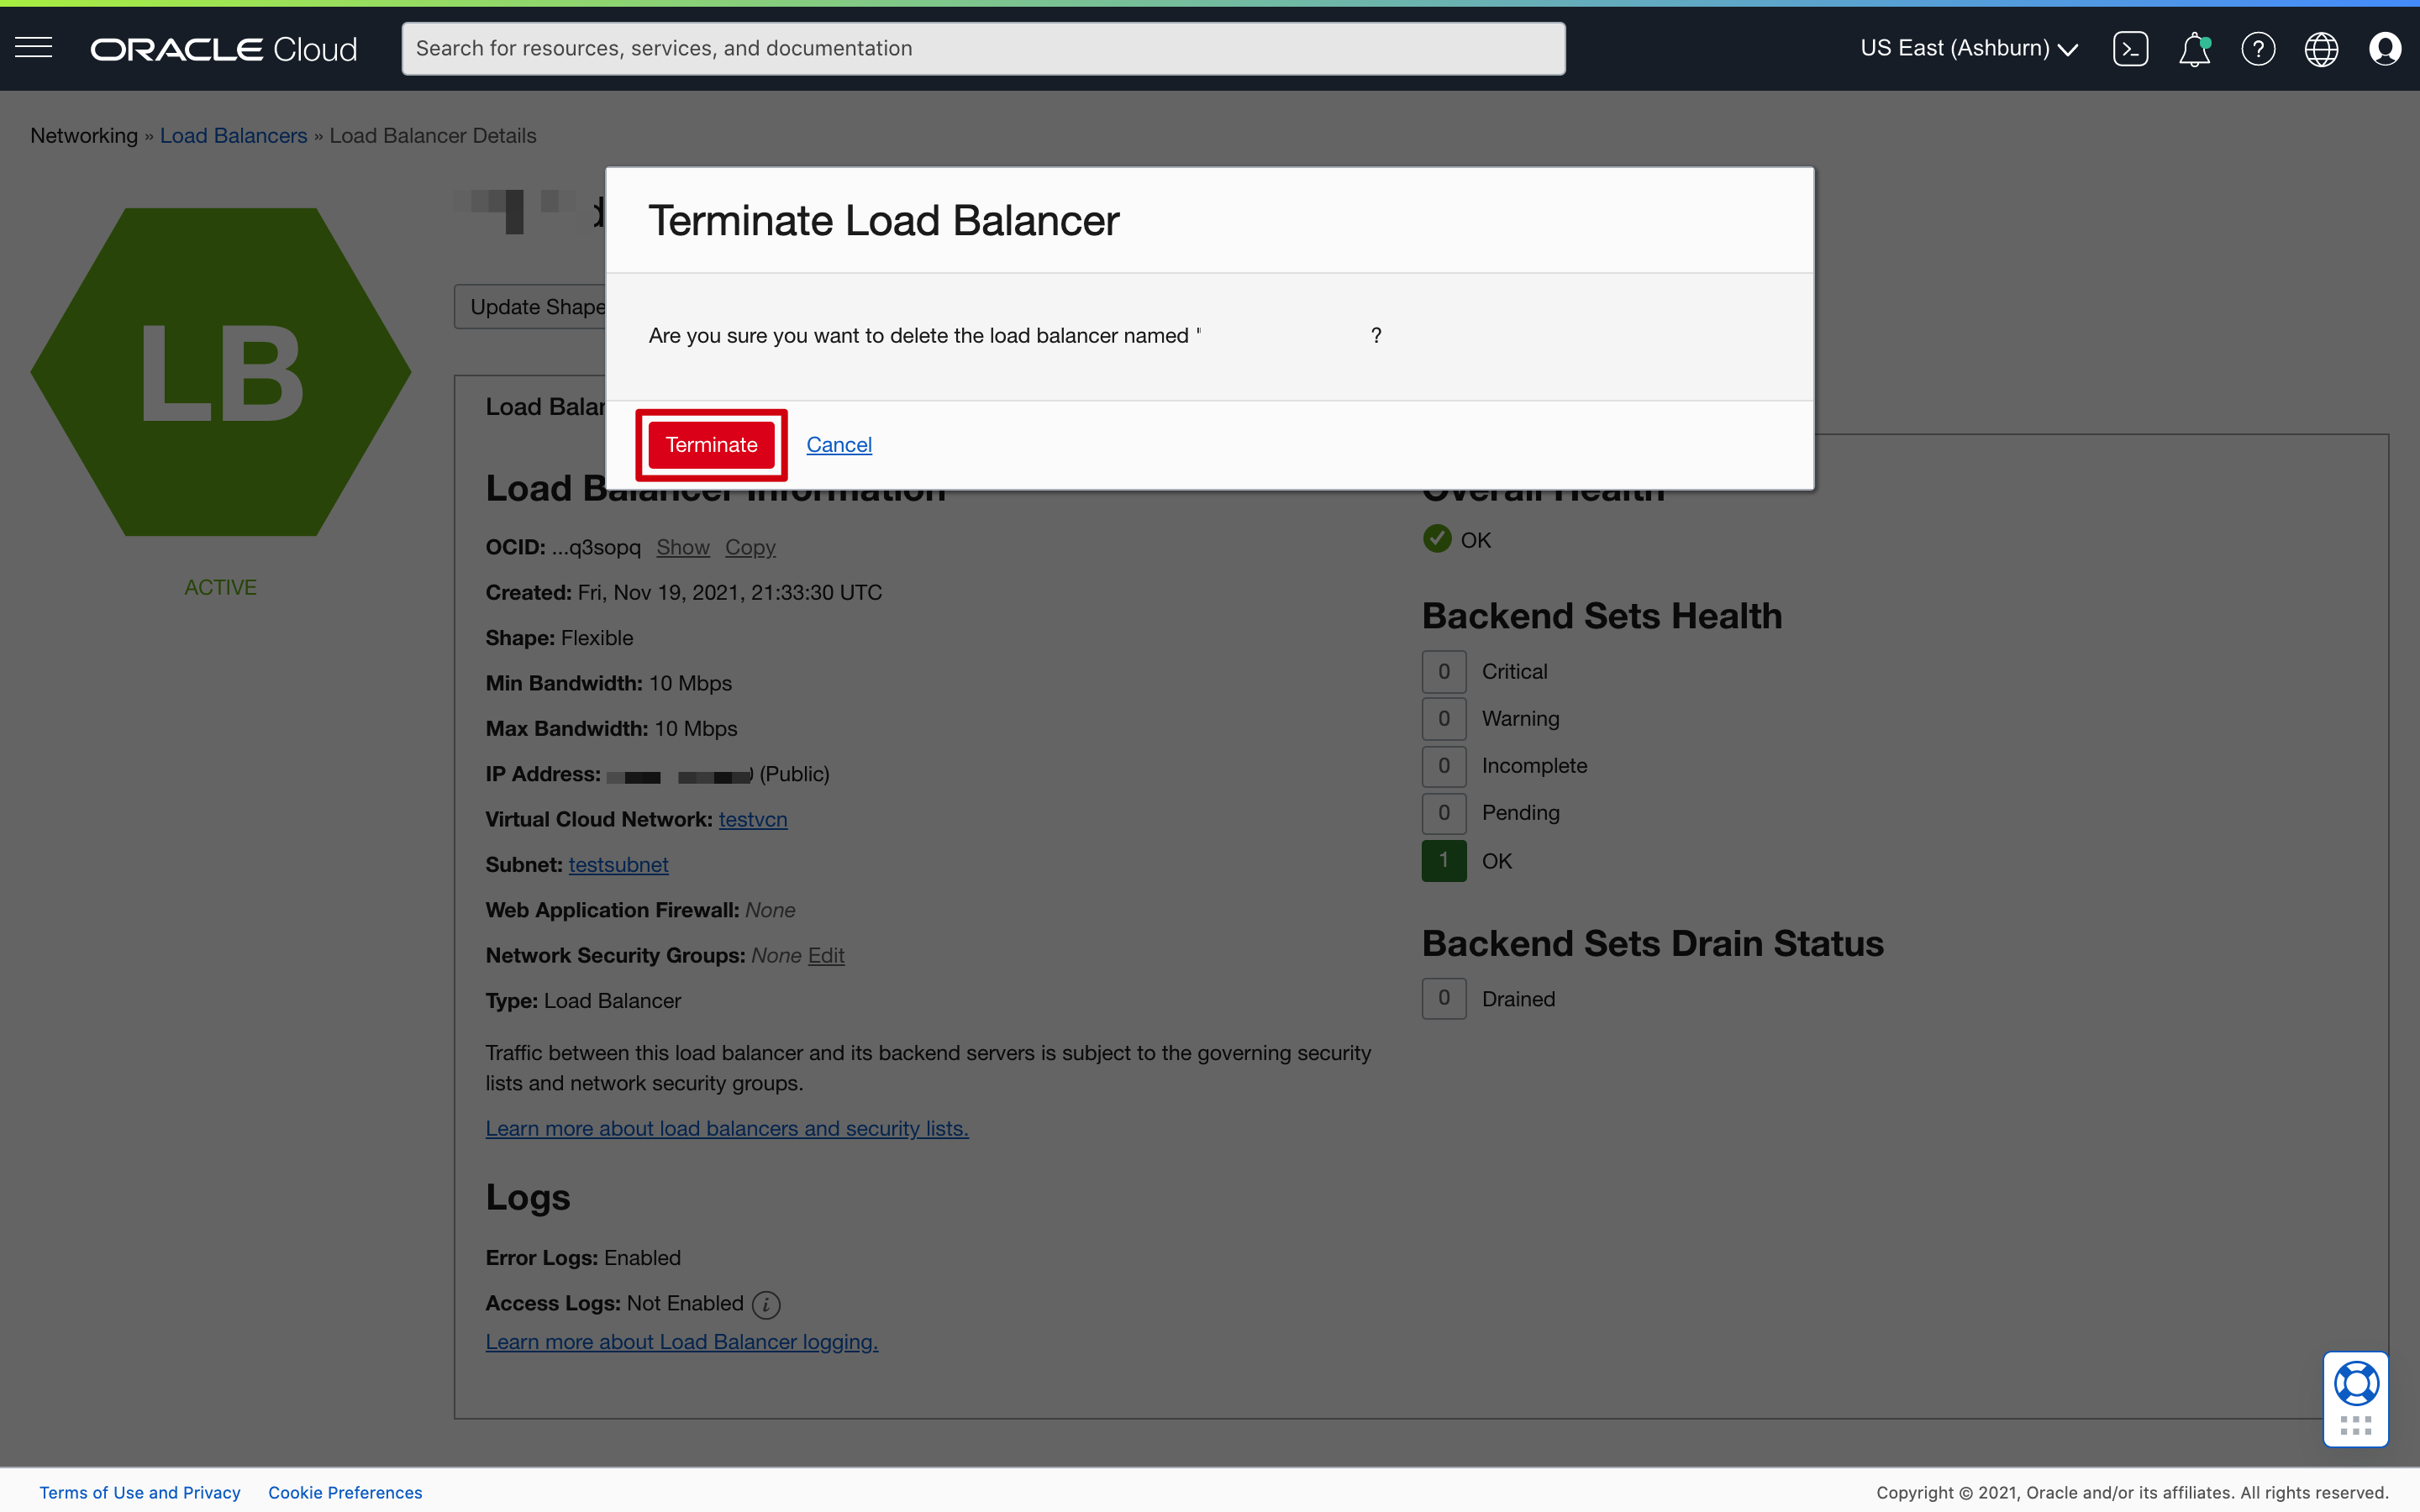 ORACLE Cloud
Search for resources, services, and documentation
US East (Ashburn)
Networking » Load Balancers » Load Balancer Details
LB
ACTIVE
Update Shape
Terminate Load Balancer
Are you sure you want to delete the load balancer named " ?
Terminate
Cancel
Load Balancer Information
OCID: ...q3sopq Show Copy
Created: Fri, Nov 19, 2021, 21:33:30 UTC
Shape: Flexible
Min Bandwidth: 10 Mbps
Max Bandwidth: 10 Mbps
IP Address: (Public)
Virtual Cloud Network: testvcn
Subnet: testsubnet
Web Application Firewall: None
Network Security Groups: None Edit
Type: Load Balancer
Traffic between this load balancer and its backend servers is subject to the governing security
lists and network security groups.
Learn more about load balancers and security lists.
Logs
Error Logs: Enabled
Access Logs: Not Enabled
Learn more about Load Balancer logging.
Overall Health
OK
Backend Sets Health
0 Critical
0 Warning
0 Incomplete
0 Pending
1 OK
Backend Sets Drain Status
0 Drained
Terms of Use and Privacy
Cookie Preferences
Copyright © 2021, Oracle and/or its affiliates. All rights reserved.